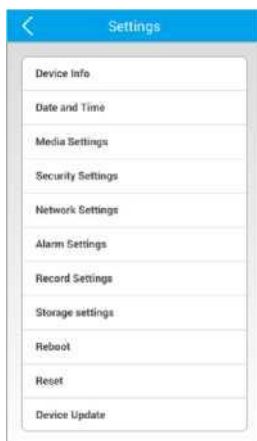 Settings
Device Info
Date and Time
Media Settings
Security Settings
Network Settings
Alarm Settings
Record Settings
Storage settings
Reboot
Reset
Device Update